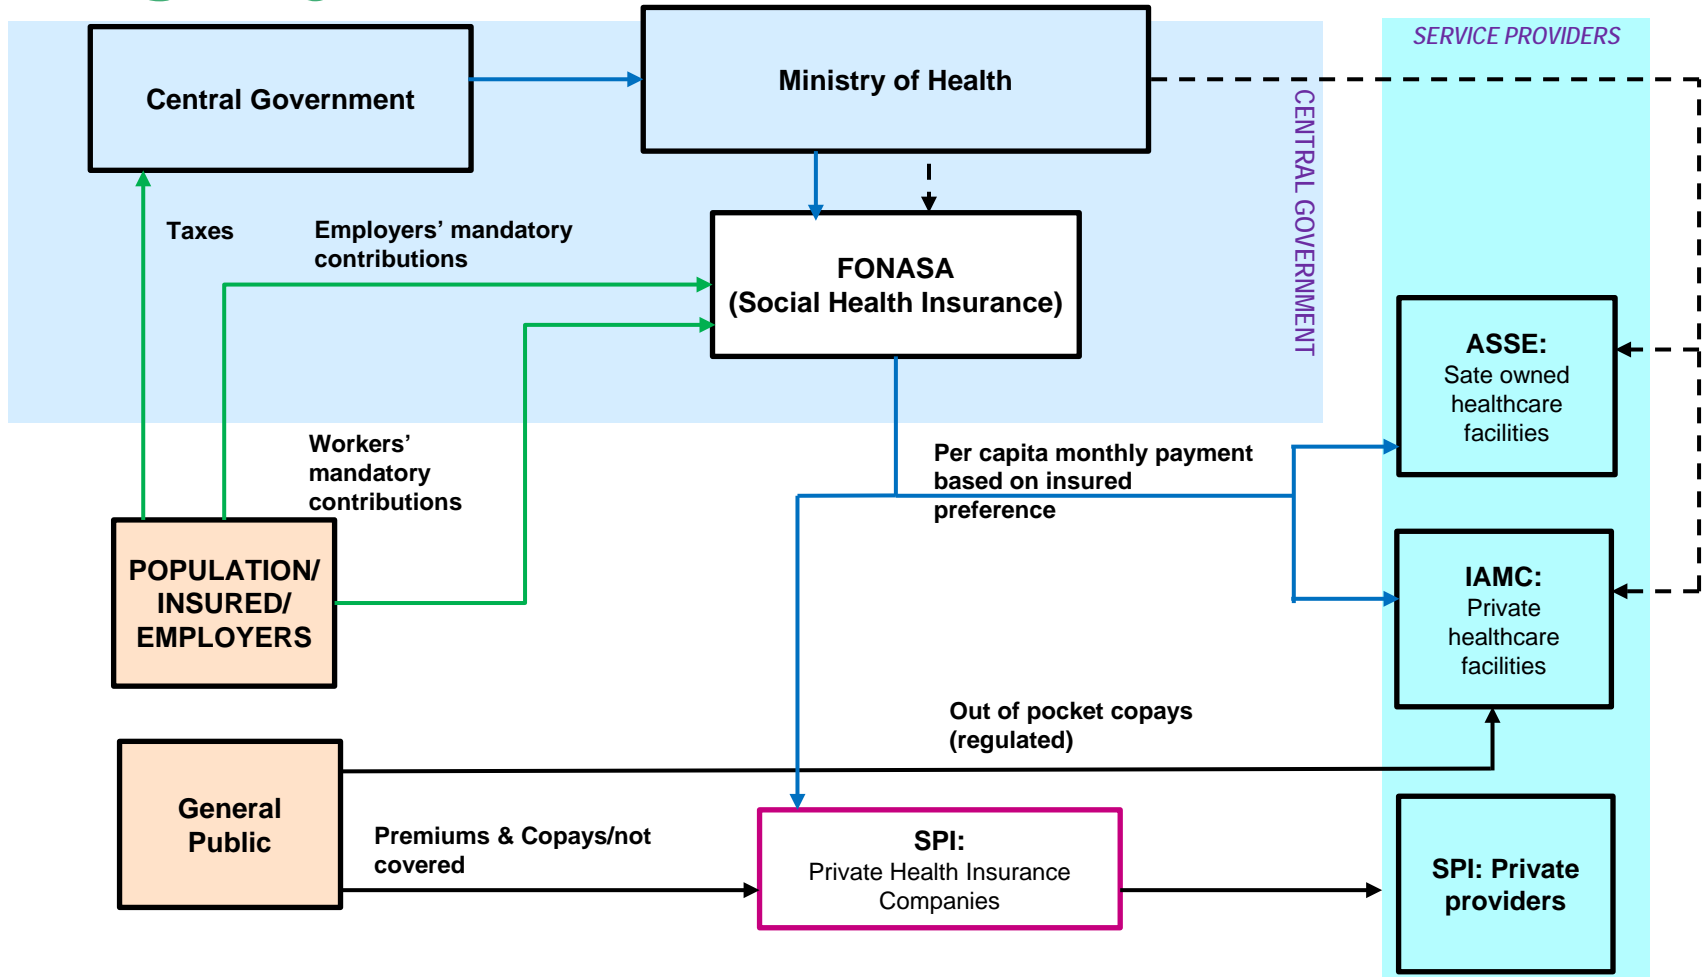 SERVICE PROVIDERS
Central Government
Ministry of Health
CENTRAL GOVERNMENT
Taxes
Employers’ mandatory
contributions
FONASA
(Social Health Insurance)
ASSE:
Sate owned
healthcare
facilities
Workers’
mandatory
contributions
Per capita monthly payment
based on insured
preference
POPULATION/
INSURED/
EMPLOYERS
IAMC:
Private
healthcare
facilities
Out of pocket copays
(regulated)
General
Public
Premiums & Copays/not
covered
SPI:
Private Health Insurance
Companies
SPI: Private
providers